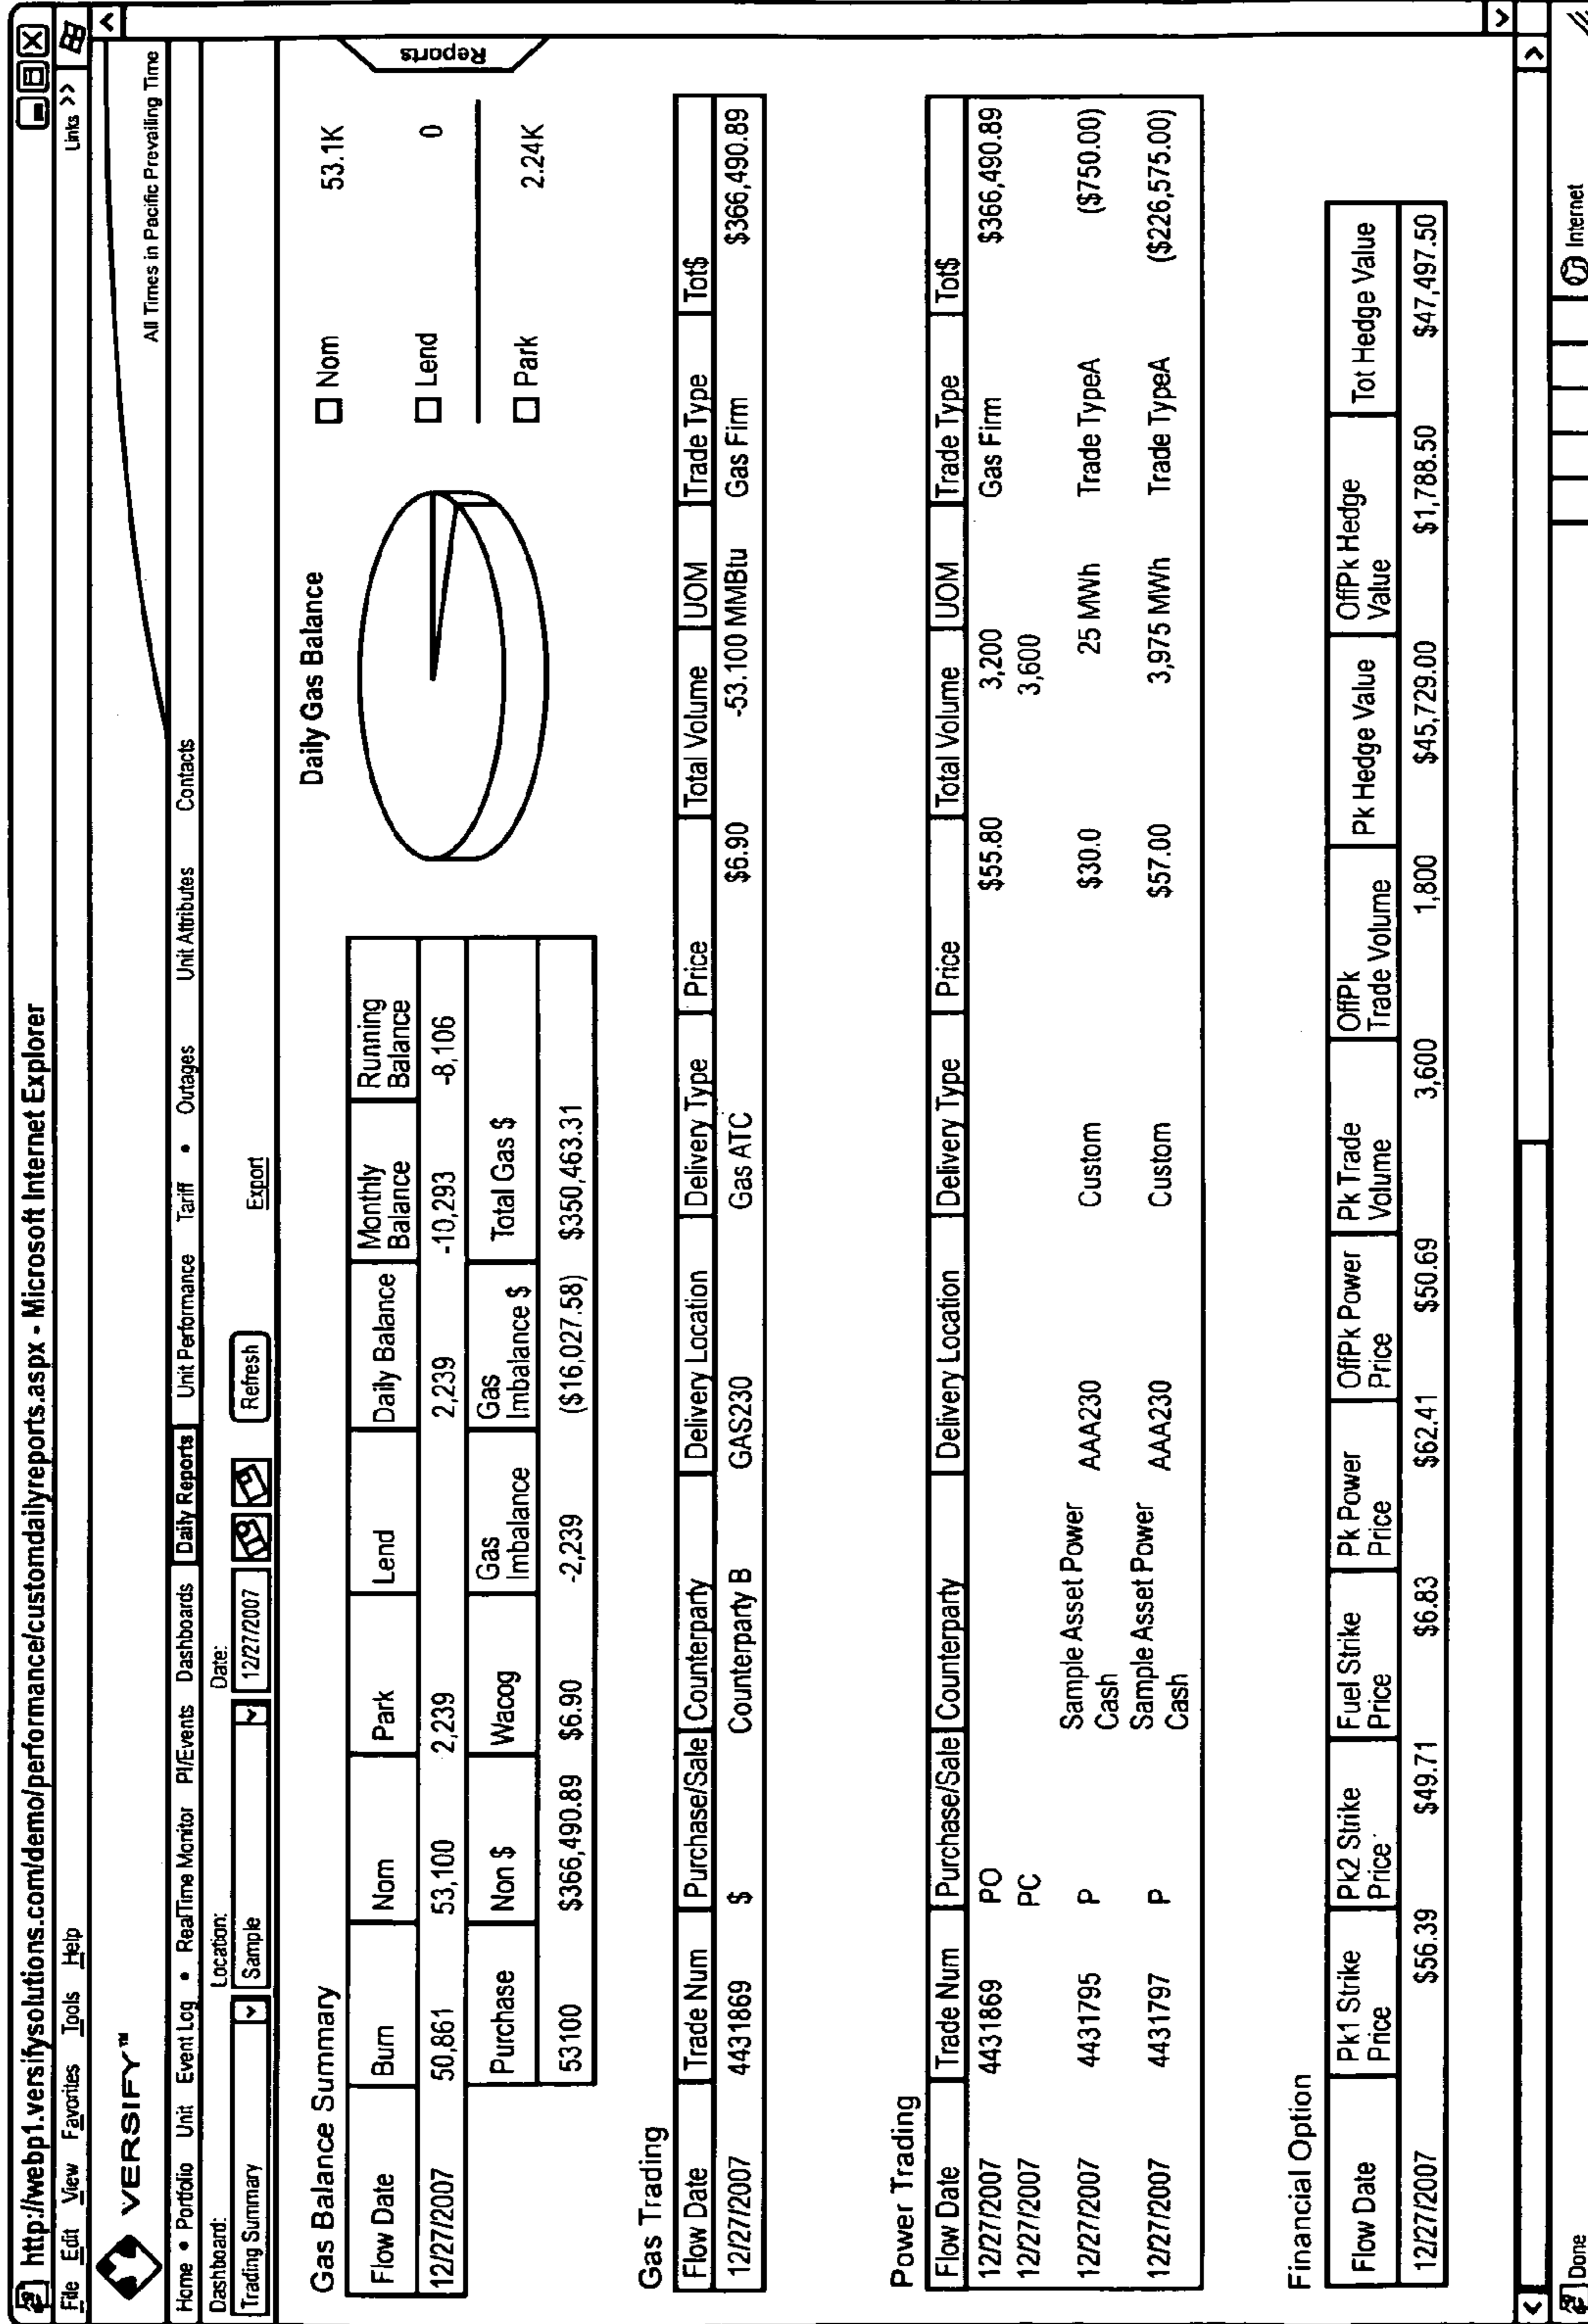 http://webp1.versifysolutions.com/demo/performance/customdailyreports.aspx - Microsoft Internet Explorer
File Edit View Favorites Tools Help Links >>
VERSIFY™
All Times in Pacific Prevailing Time
Home • Portfolio Unit Event Log • RealTime Monitor PI/Events Dashboards Daily Reports Unit Performance Tariff • Outages Unit Attributes Contacts
Dashboard: Location: Date:
Trading Summary Sample 12/27/2007 Refresh Export
Reports
Gas Balance Summary
Flow Date Burn Nom Park Lend Daily Balance Monthly Balance Running Balance
12/27/2007 50,861 53,100 2,239 2,239 -10,293 -8,106
Purchase Non $ Wacog Gas Imbalance Gas Imbalance $ Total Gas $
53100 $366,490.89 $6.90 -2,239 ($16,027.58) $350,463.31
Daily Gas Balance
Nom 53.1K
Lend 0
Park 2.24K
Gas Trading
Flow Date Trade Num Purchase/Sale Counterparty Delivery Location Delivery Type Price Total Volume UOM Trade Type Tot$
12/27/2007 4431869 $ Counterparty B GAS230 Gas ATC $6.90 -53.100 MMBtu Gas Firm $366,490.89
Power Trading
Flow Date Trade Num Purchase/Sale Counterparty Delivery Location Delivery Type Price Total Volume UOM Trade Type Tot$
12/27/2007 4431869 PO $55.80 3,200 Gas Firm $366,490.89
12/27/2007 PC 3,600
12/27/2007 4431795 P Sample Asset Power Cash AAA230 Custom $30.0 25 MWh Trade TypeA ($750.00)
12/27/2007 4431797 P Sample Asset Power Cash AAA230 Custom $57.00 3,975 MWh Trade TypeA ($226,575.00)
Financial Option
Flow Date Pk1 Strike Price Pk2 Strike Price Fuel Strike Price Pk Power Price OffPk Power Price Pk Trade Volume OffPk Trade Volume Pk Hedge Value OffPk Hedge Value Tot Hedge Value
12/27/2007 $56.39 $49.71 $6.83 $62.41 $50.69 3,600 1,800 $45,729.00 $1,788.50 $47,497.50
Done Internet